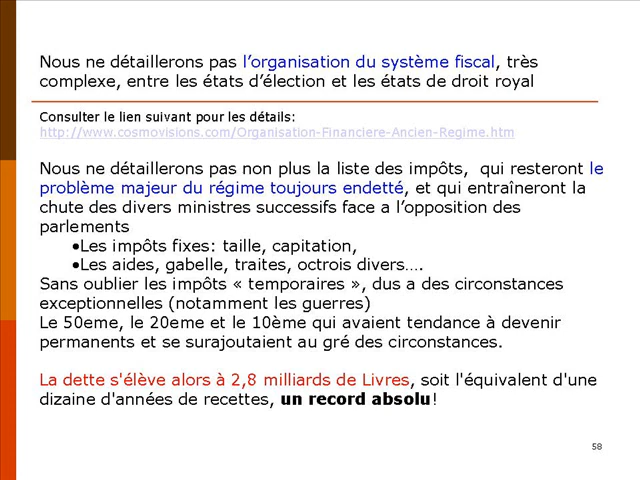 Nous ne détaillerons pas l’organisation du système fiscal, très
complexe, entre les états d’élection et les états de droit royal
Consulter le lien suivant pour les détails:
http://www.cosmovisions.com/Organisation-Financiere-Ancien-Regime.htm
Nous ne détaillerons pas non plus la liste des impôts, qui resteront le
problème majeur du régime toujours endetté, et qui entraîneront la
chute des divers ministres successifs face a l’opposition des
parlements
•Les impôts fixes: taille, capitation,
•Les aides, gabelle, traites, octrois divers….
Sans oublier les impôts « temporaires », dus a des circonstances
exceptionnelles (notamment les guerres)
Le 50eme, le 20eme et le 10ème qui avaient tendance à devenir
permanents et se surajoutaient au gré des circonstances.
La dette s'élève alors à 2,8 milliards de Livres, soit l'équivalent d'une
dizaine d'années de recettes, un record absolu!
58